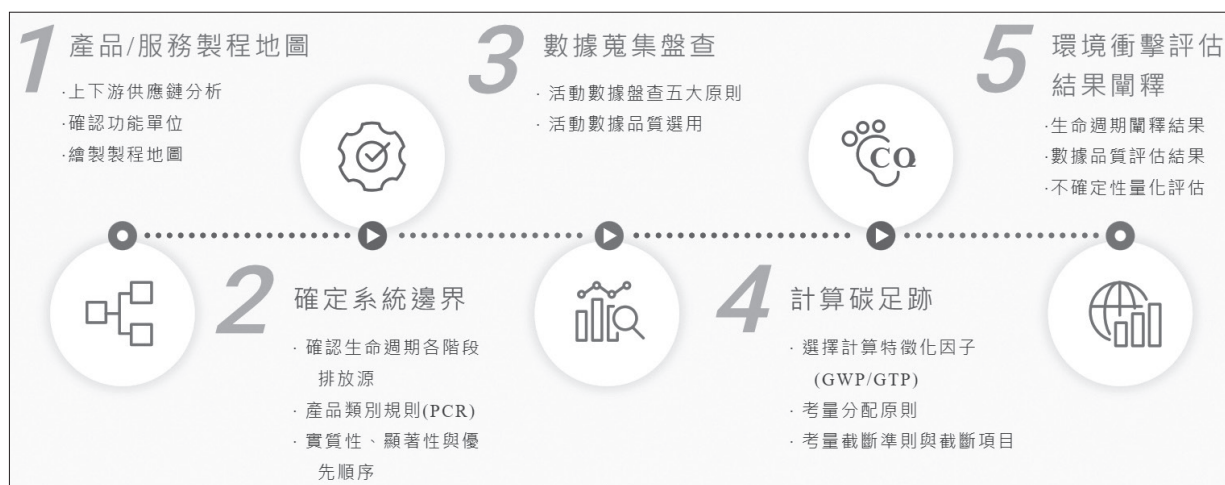 1 產品/服務製程地圖
·上下游供應鏈分析
·確認功能單位
·繪製製程地圖
2 確定系統邊界
· 確認生命週期各階段
排放源
· 產品類別規則(PCR)
· 實質性、顯著性與優
先順序
3 數據蒐集盤查
· 活動數據盤查五大原則
· 活動數據品質選用
CO
4 計算碳足跡
· 選擇計算特徵化因子
(GWP/GTP)
· 考量分配原則
· 考量截斷準則與截斷項目
5 環境衝擊評估
結果闡釋
·生命週期闡釋結果
·數據品質評估結果
·不確定性量化評估